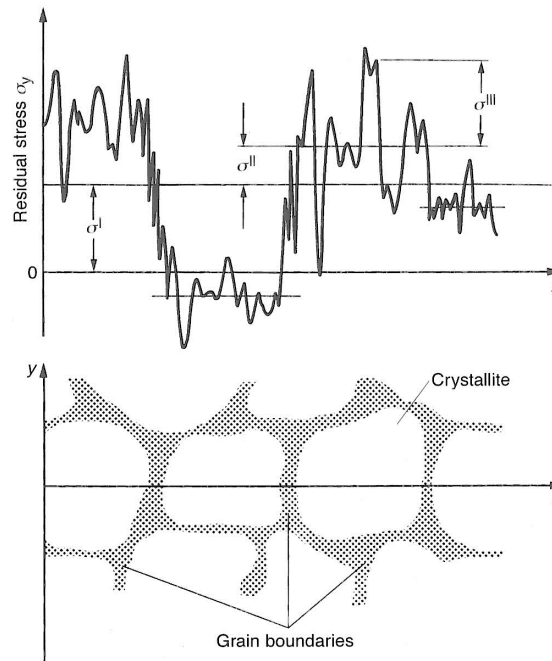 Residual stress σy
σIII
σII
σI
0
y
Crystallite
Grain boundaries